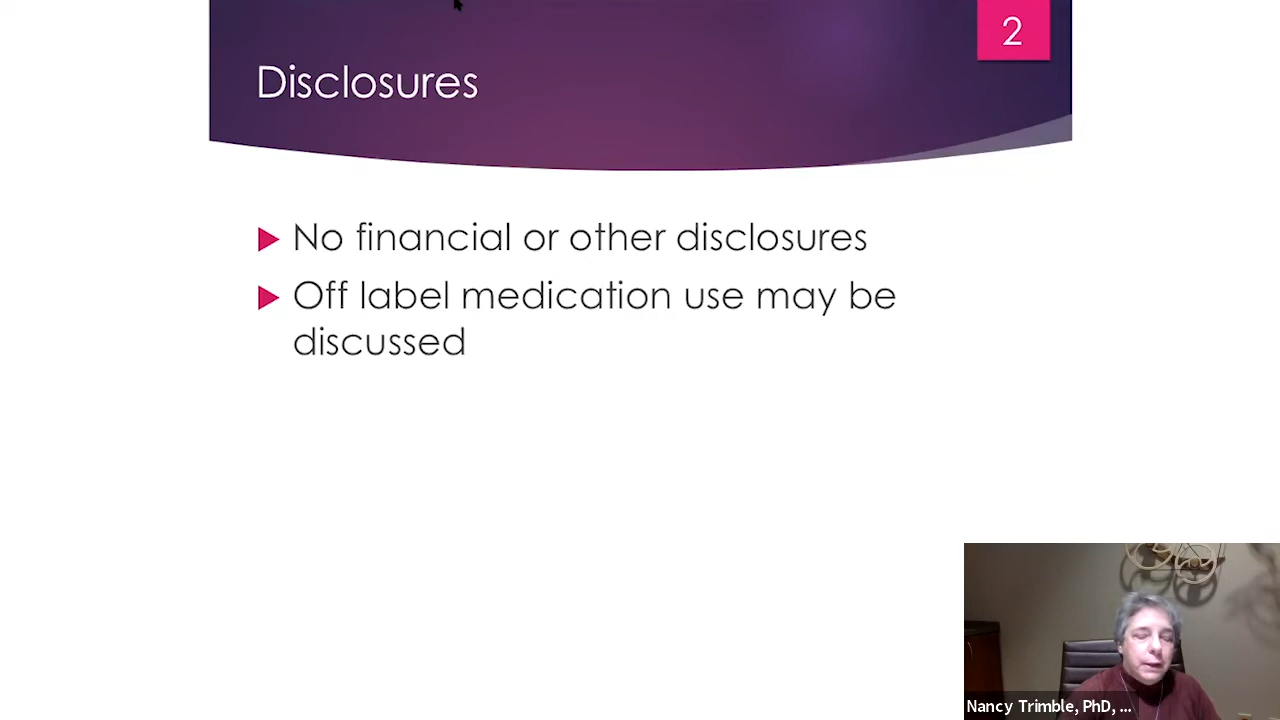 2
Disclosures
No financial or other disclosures
Off label medication use may be
discussed
Nancy Trimble, PhD, ...